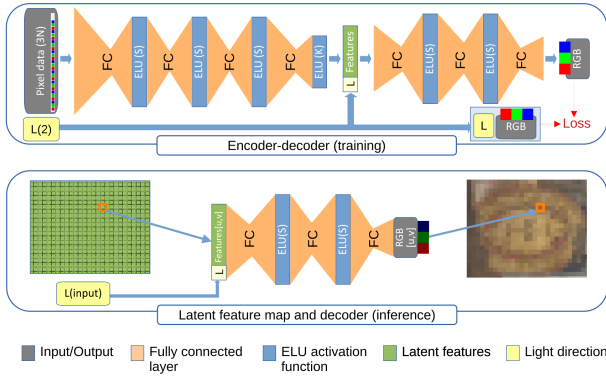 Pixel data (3N)
FC
ELU (S)
FC
ELU (S)
FC
ELU (S)
FC
ELU (K)
L Features
FC
ELU(S)
FC
ELU(S)
FC
RGB
L(2)
L
RGB
Loss
Encoder-decoder (training)
L Features[u,v]
FC
ELU(S)
FC
ELU(S)
FC
RGB
(u,v)
L(input)
Latent feature map and decoder (inference)
Input/Output
Fully connected
layer
ELU activation
function
Latent features
Light direction